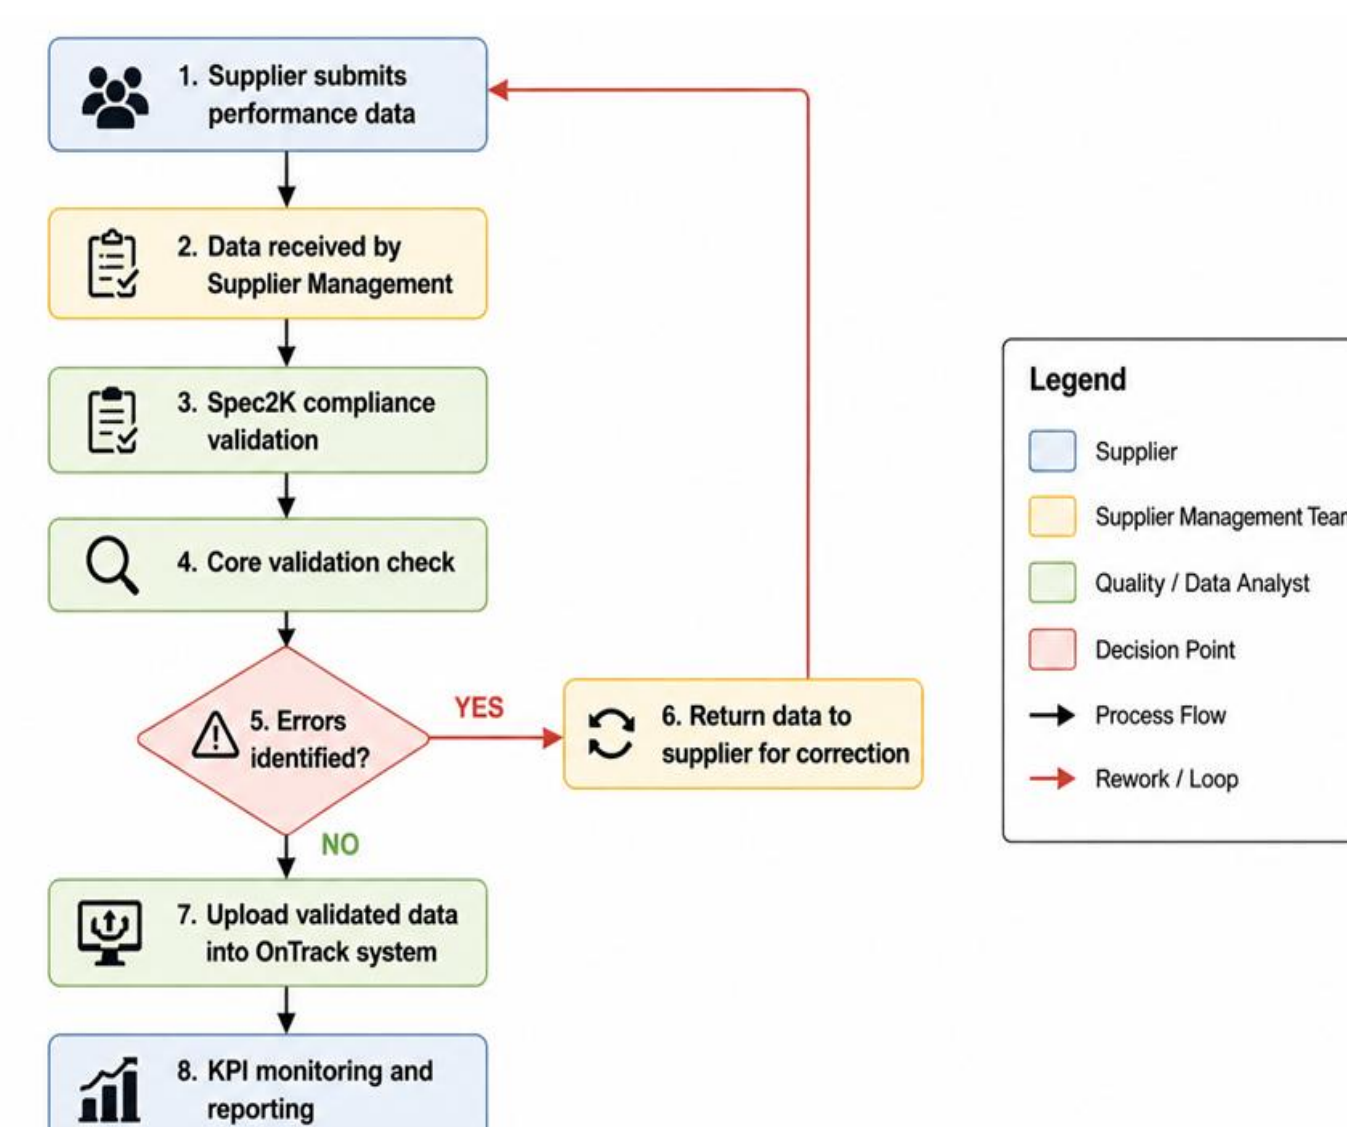 1. Supplier submits
performance data
2. Data received by
Supplier Management
3. Spec2K compliance
validation
4. Core validation check
5. Errors
identified?
YES
6. Return data to
supplier for correction
NO
7. Upload validated data
into OnTrack system
8. KPI monitoring and
reporting
Legend
Supplier
Supplier Management
Quality / Data Analyst
Decision Point
Process Flow
Rework / Loop